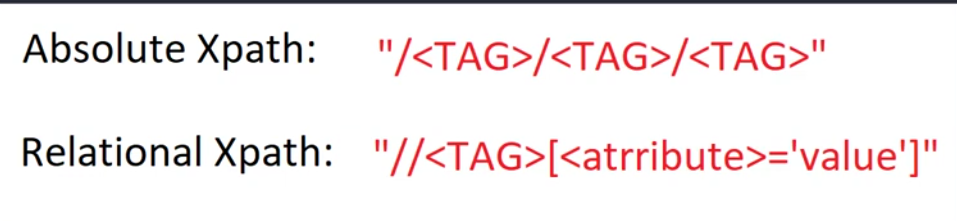 Absolute Xpath: "/<TAG>/<TAG>/<TAG>"
Relational Xpath: "//<TAG>[<atrribute>='value']"